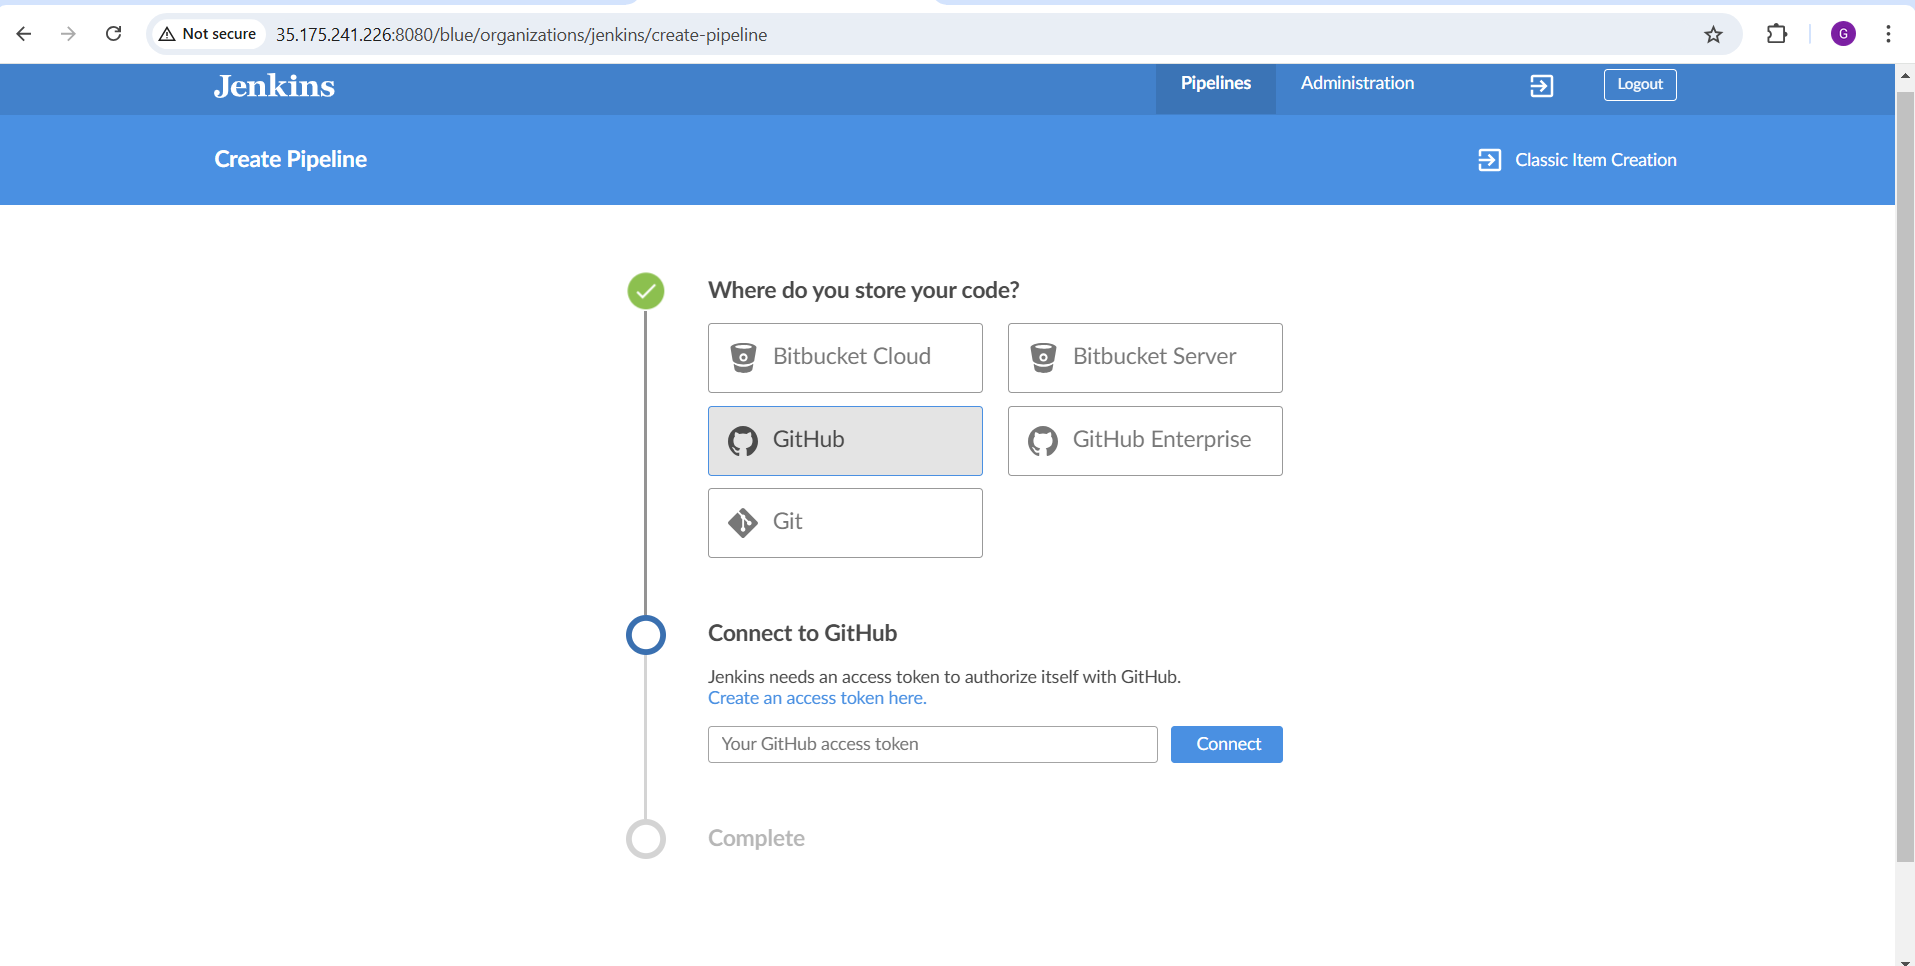 Not secure 35.175.241.226:8080/blue/organizations/jenkins/create-pipeline
G
Jenkins
Pipelines
Administration
Logout
Create Pipeline
Classic Item Creation
Where do you store your code?
Bitbucket Cloud
Bitbucket Server
GitHub
GitHub Enterprise
Git
Connect to GitHub
Jenkins needs an access token to authorize itself with GitHub.
Create an access token here.
Your GitHub access token
Connect
Complete